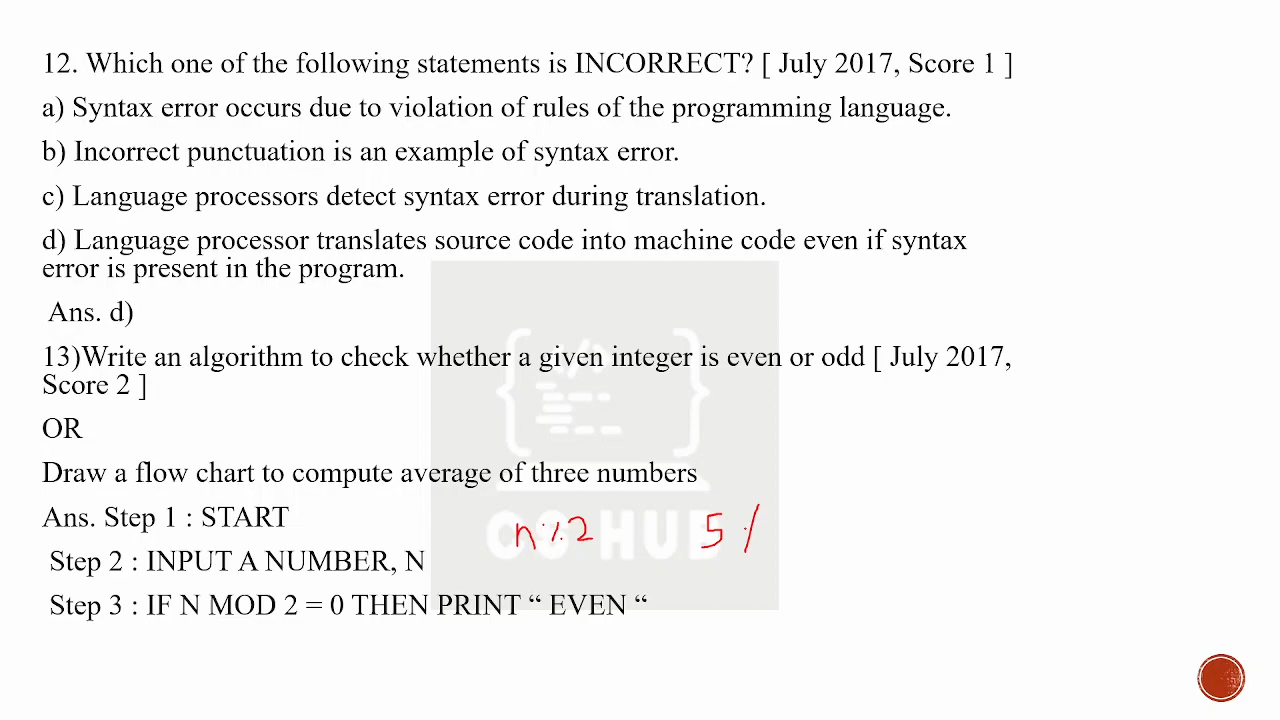 12. Which one of the following statements is INCORRECT? [ July 2017, Score 1 ]
a) Syntax error occurs due to violation of rules of the programming language.
b) Incorrect punctuation is an example of syntax error.
c) Language processors detect syntax error during translation.
d) Language processor translates source code into machine code even if syntax
error is present in the program.
Ans. d)
13)Write an algorithm to check whether a given integer is even or odd [ July 2017,
Score 2 ]
OR
Draw a flow chart to compute average of three numbers
Ans. Step 1 : START
n%2 5 /
CS HUB
Step 2 : INPUT A NUMBER, N
Step 3 : IF N MOD 2 = 0 THEN PRINT “ EVEN “